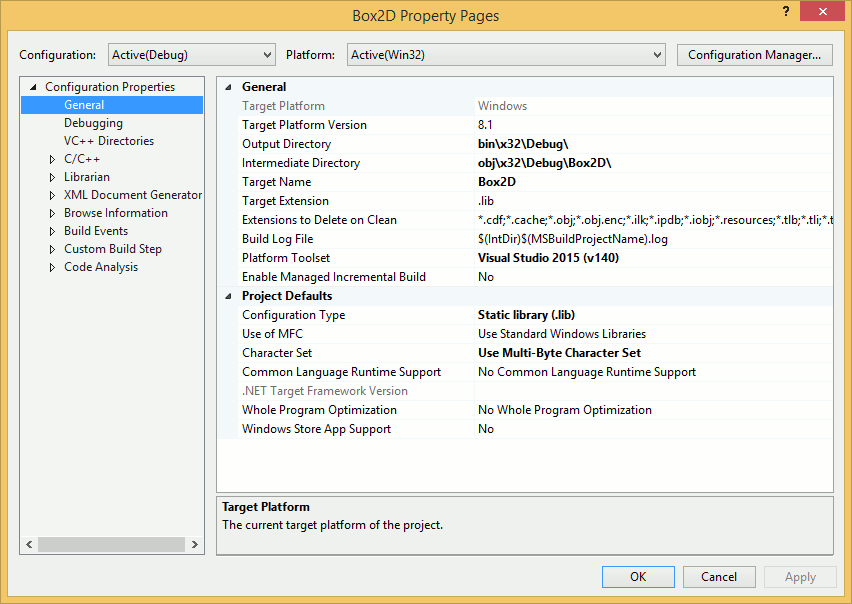 Box2D Property Pages
?
Configuration: Active(Debug) Platform: Active(Win32) Configuration Manager...
Configuration Properties
General
Debugging
VC++ Directories
C/C++
Librarian
XML Document Generator
Browse Information
Build Events
Custom Build Step
Code Analysis
General
Target Platform Windows
Target Platform Version 8.1
Output Directory bin\x32\Debug\
Intermediate Directory obj\x32\Debug\Box2D\
Target Name Box2D
Target Extension .lib
Extensions to Delete on Clean *.cdf;*.cache;*.obj;*.obj.enc;*.ilk;*.ipdb;*.iobj;*.resources;*.tlb;*.tli;*.t
Build Log File $(IntDir)$(MSBuildProjectName).log
Platform Toolset Visual Studio 2015 (v140)
Enable Managed Incremental Build No
Project Defaults
Configuration Type Static library (.lib)
Use of MFC Use Standard Windows Libraries
Character Set Use Multi-Byte Character Set
Common Language Runtime Support No Common Language Runtime Support
.NET Target Framework Version
Whole Program Optimization No Whole Program Optimization
Windows Store App Support No
Target Platform
The current target platform of the project.
OK Cancel Apply